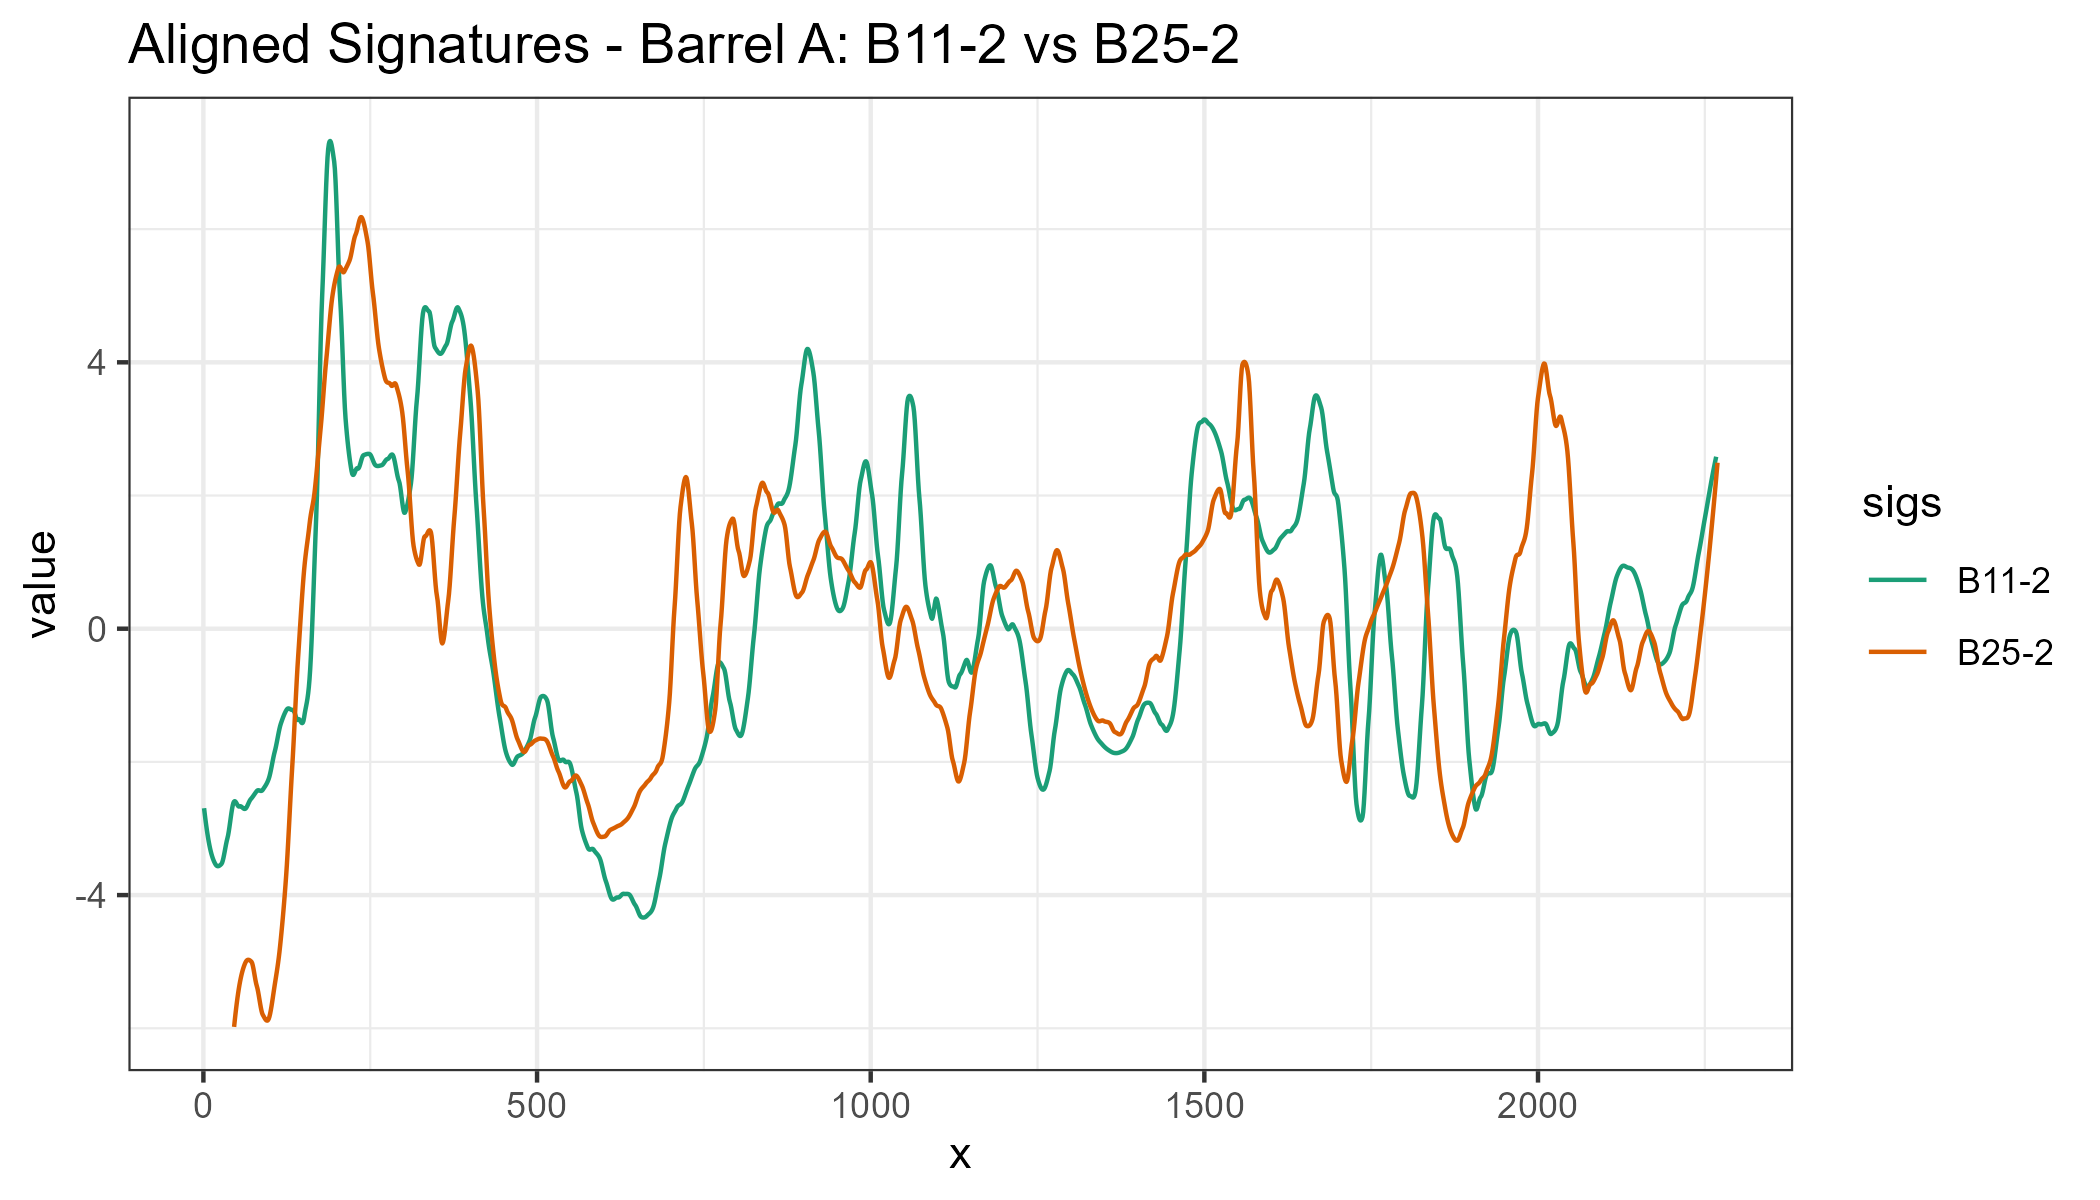 Aligned Signatures - Barrel A: B11-2 vs B25-2
value
4
0
-4
0 500 1000 1500 2000
x
sigs
B11-2
B25-2